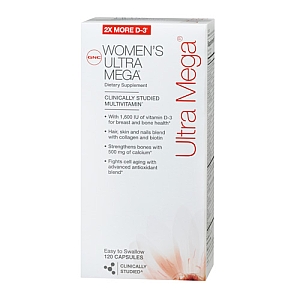 2X MORE D-3*
GNC
WOMEN'S
ULTRA
MEGA®
Dietary Supplement
CLINICALLY STUDIED
MULTIVITAMIN*
• With 1,600 IU of vitamin D-3
for breast and bone health*
• Hair, skin and nails blend
with collagen and biotin
• Strengthens bones with
500 mg of calcium*
• Fights cell aging with
advanced antioxidant
blend*
Easy to Swallow
120 CAPSULES
CLINICALLY
STUDIED*
Ultra Mega®